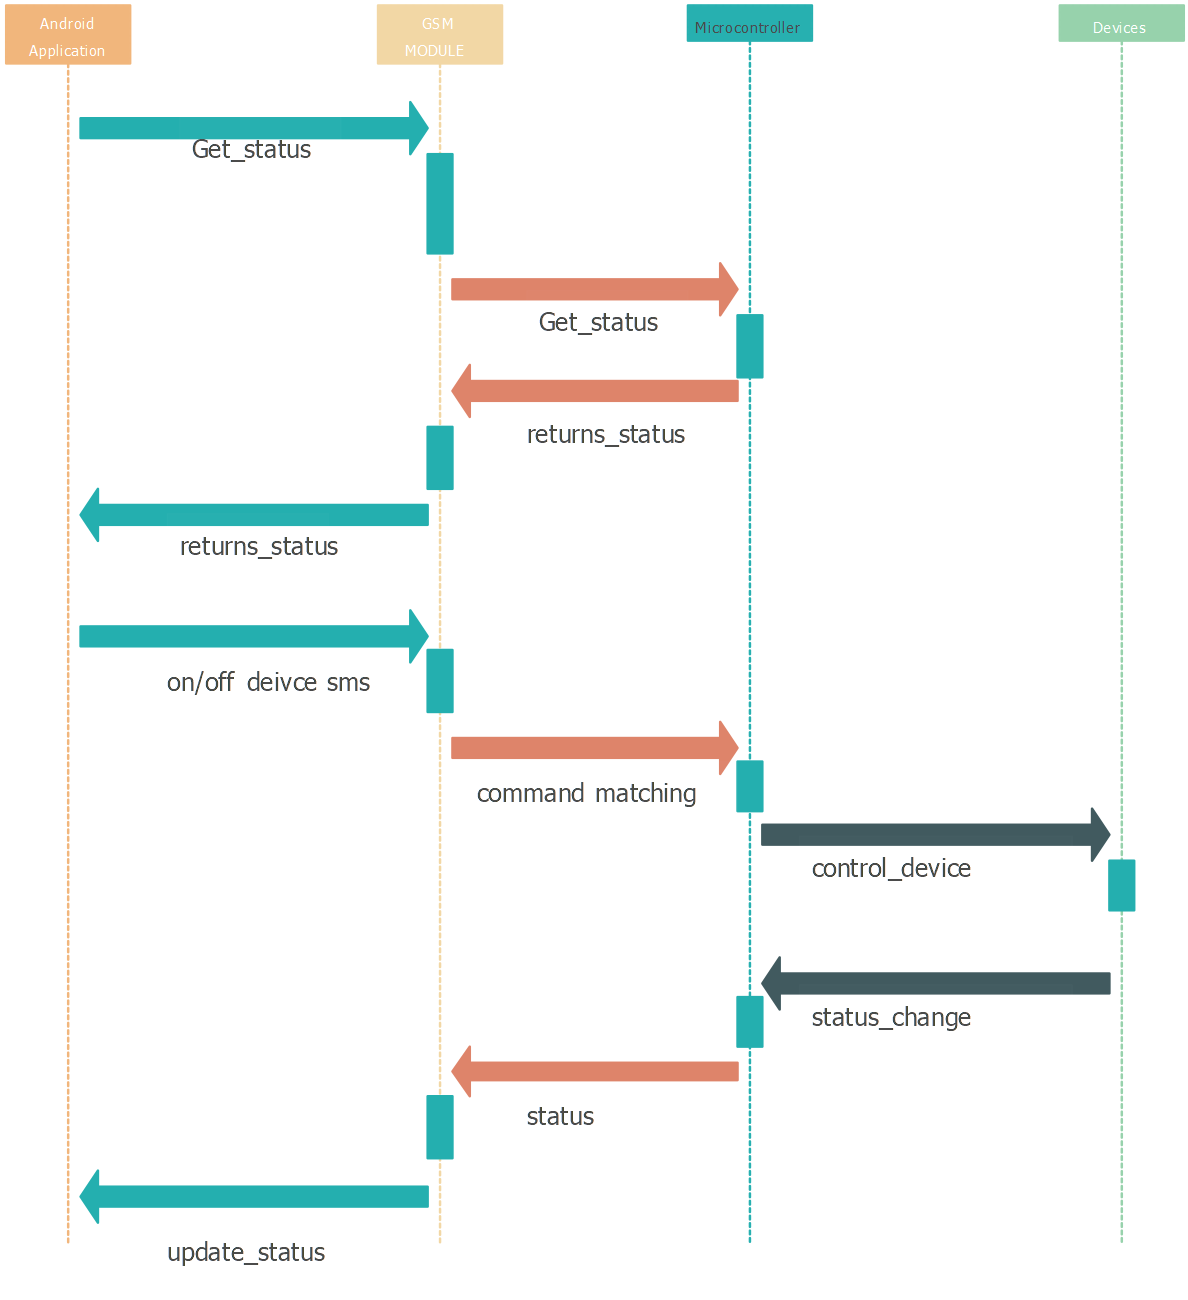 Android
Application
GSM
MODULE
Microcontroller
Devices
Get_status
Get_status
returns_status
returns_status
on/off deivce sms
command matching
control_device
status_change
status
update_status